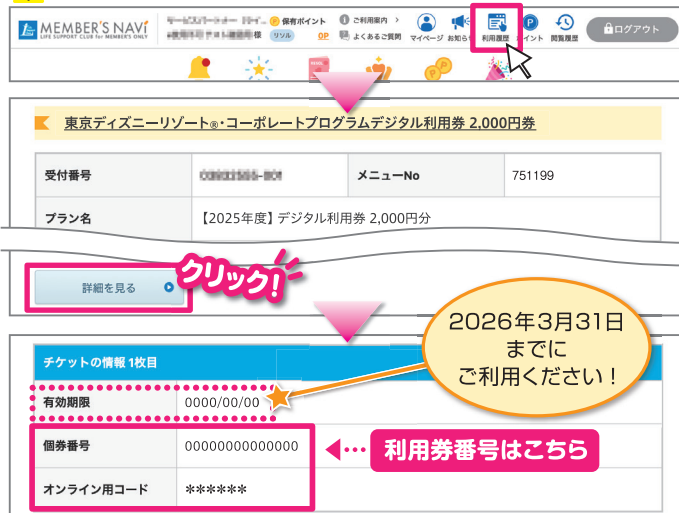 MEMBER'S NAVI
LIFE SUPPORT CLUB for MEMBER'S ONLY
様 リソル
P 保有ポイント
0P
ご利用案内
よくあるご質問
マイページ
お知らせ
利用履歴
P
ポイント
閲覧履歴
ログアウト
東京ディズニーリゾート®・コーポレートプログラムデジタル利用券 2,000円券
受付番号
メニューNo 751199
プラン名 【2025年度】デジタル利用券 2,000円分
詳細を見る
クリック!
2026年3月31日
までに
ご利用ください!
チケットの情報 1枚目
有効期限 0000/00/00
個券番号 00000000000000
利用券番号はこちら
オンライン用コード ******